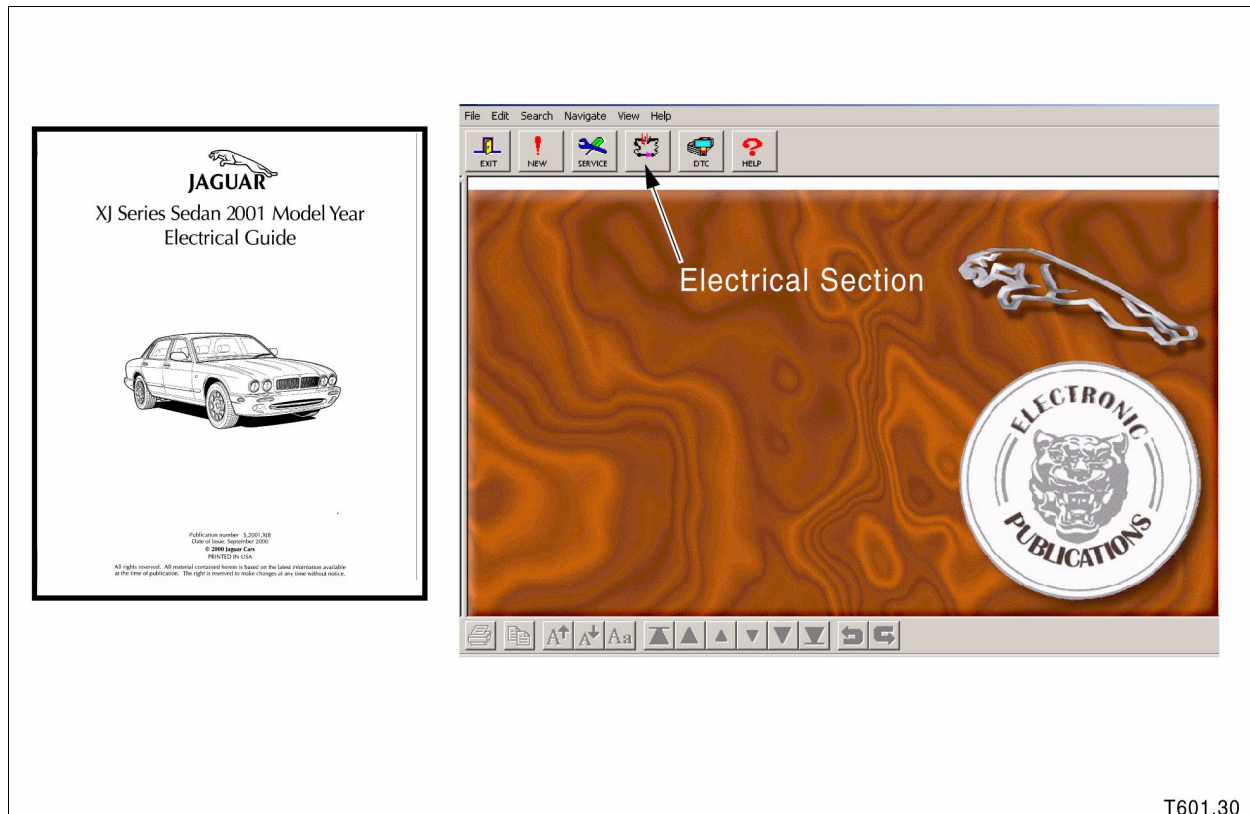 JAGUAR
XJ Series Sedan 2001 Model Year
Electrical Guide
Publication number S,2001,XJ8
Date of Issue: September 2000
© 2000 Jaguar Cars
PRINTED IN USA
All rights reserved. All material contained herein is based on the latest information available
at the time of publication. The right is reserved to make changes at any time without notice.
File Edit Search Navigate View Help
EXIT NEW SERVICE DTC HELP
Electrical Section
ELECTRONIC
PUBLICATIONS
A A Aa
T601.30